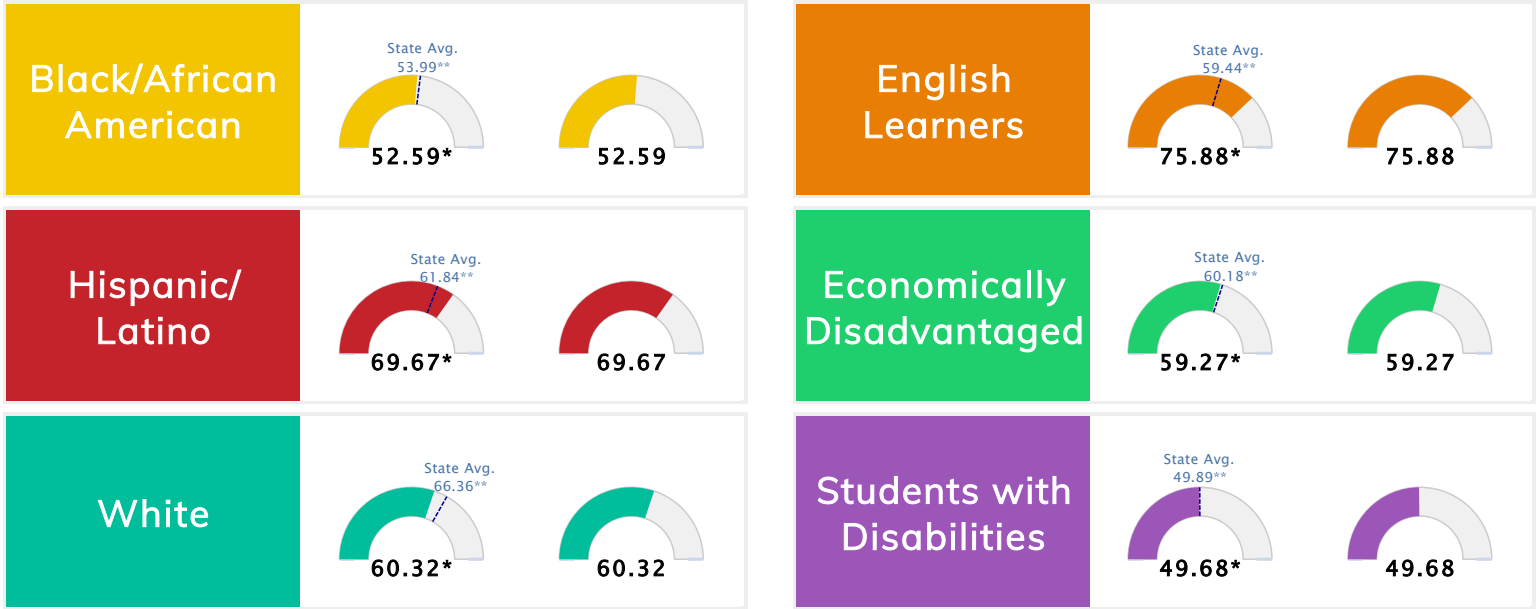 Black/African
American
State Avg.
53.99**
52.59*
52.59
English
Learners
State Avg.
59.44**
75.88*
75.88
Hispanic/
Latino
State Avg.
61.84**
69.67*
69.67
Economically
Disadvantaged
State Avg.
60.18**
59.27*
59.27
White
State Avg.
66.36**
60.32*
60.32
Students with
Disabilities
State Avg.
49.89**
49.68*
49.68